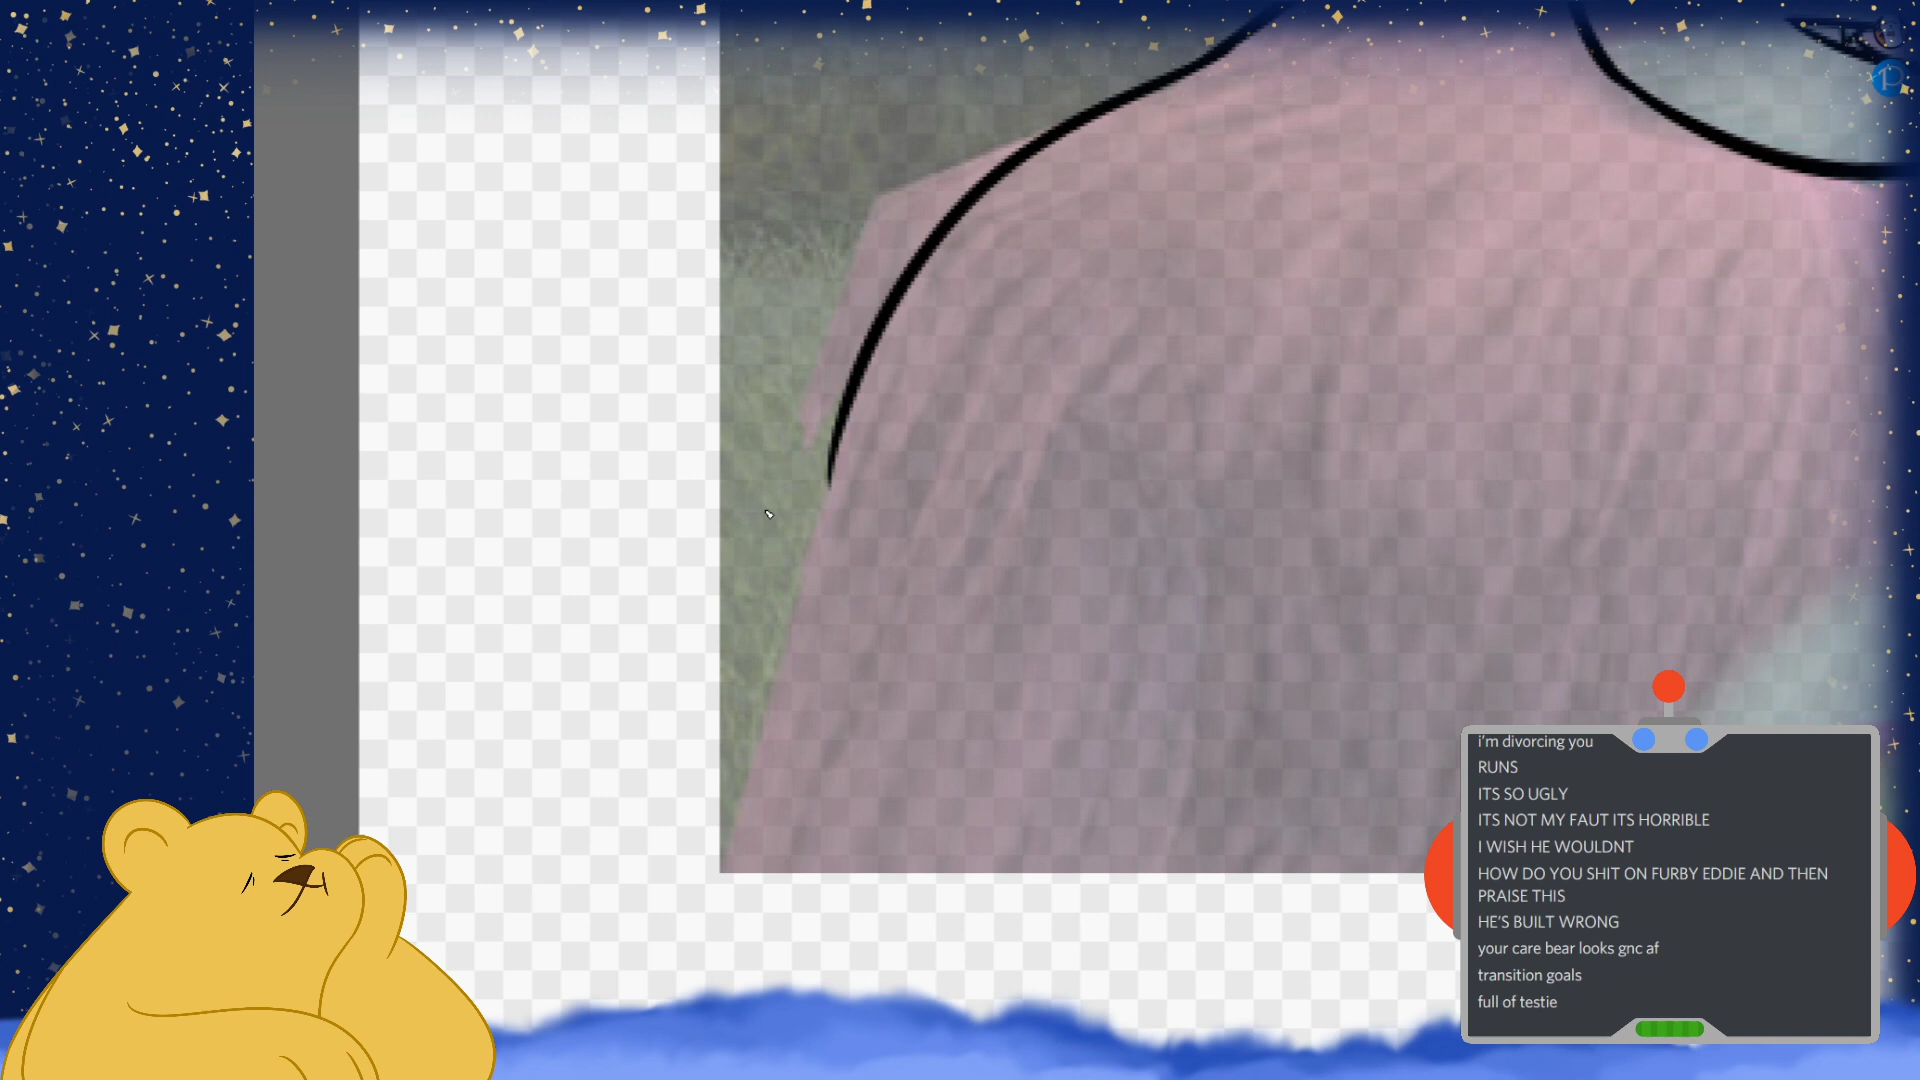 i'm divorcing you
RUNS
ITS SO UGLY
ITS NOT MY FAUT ITS HORRIBLE
I WISH HE WOULDNT
HOW DO YOU SHIT ON FURBY EDDIE AND THEN
PRAISE THIS
HE'S BUILT WRONG
your care bear looks gnc af
transition goals
full of testie